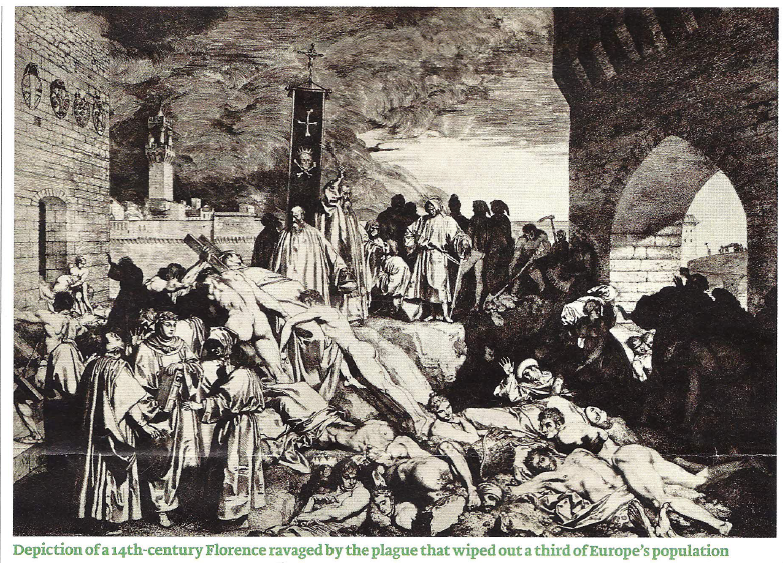 Depiction of a 14th-century Florence ravaged by the plague that wiped out a third of Europe's population